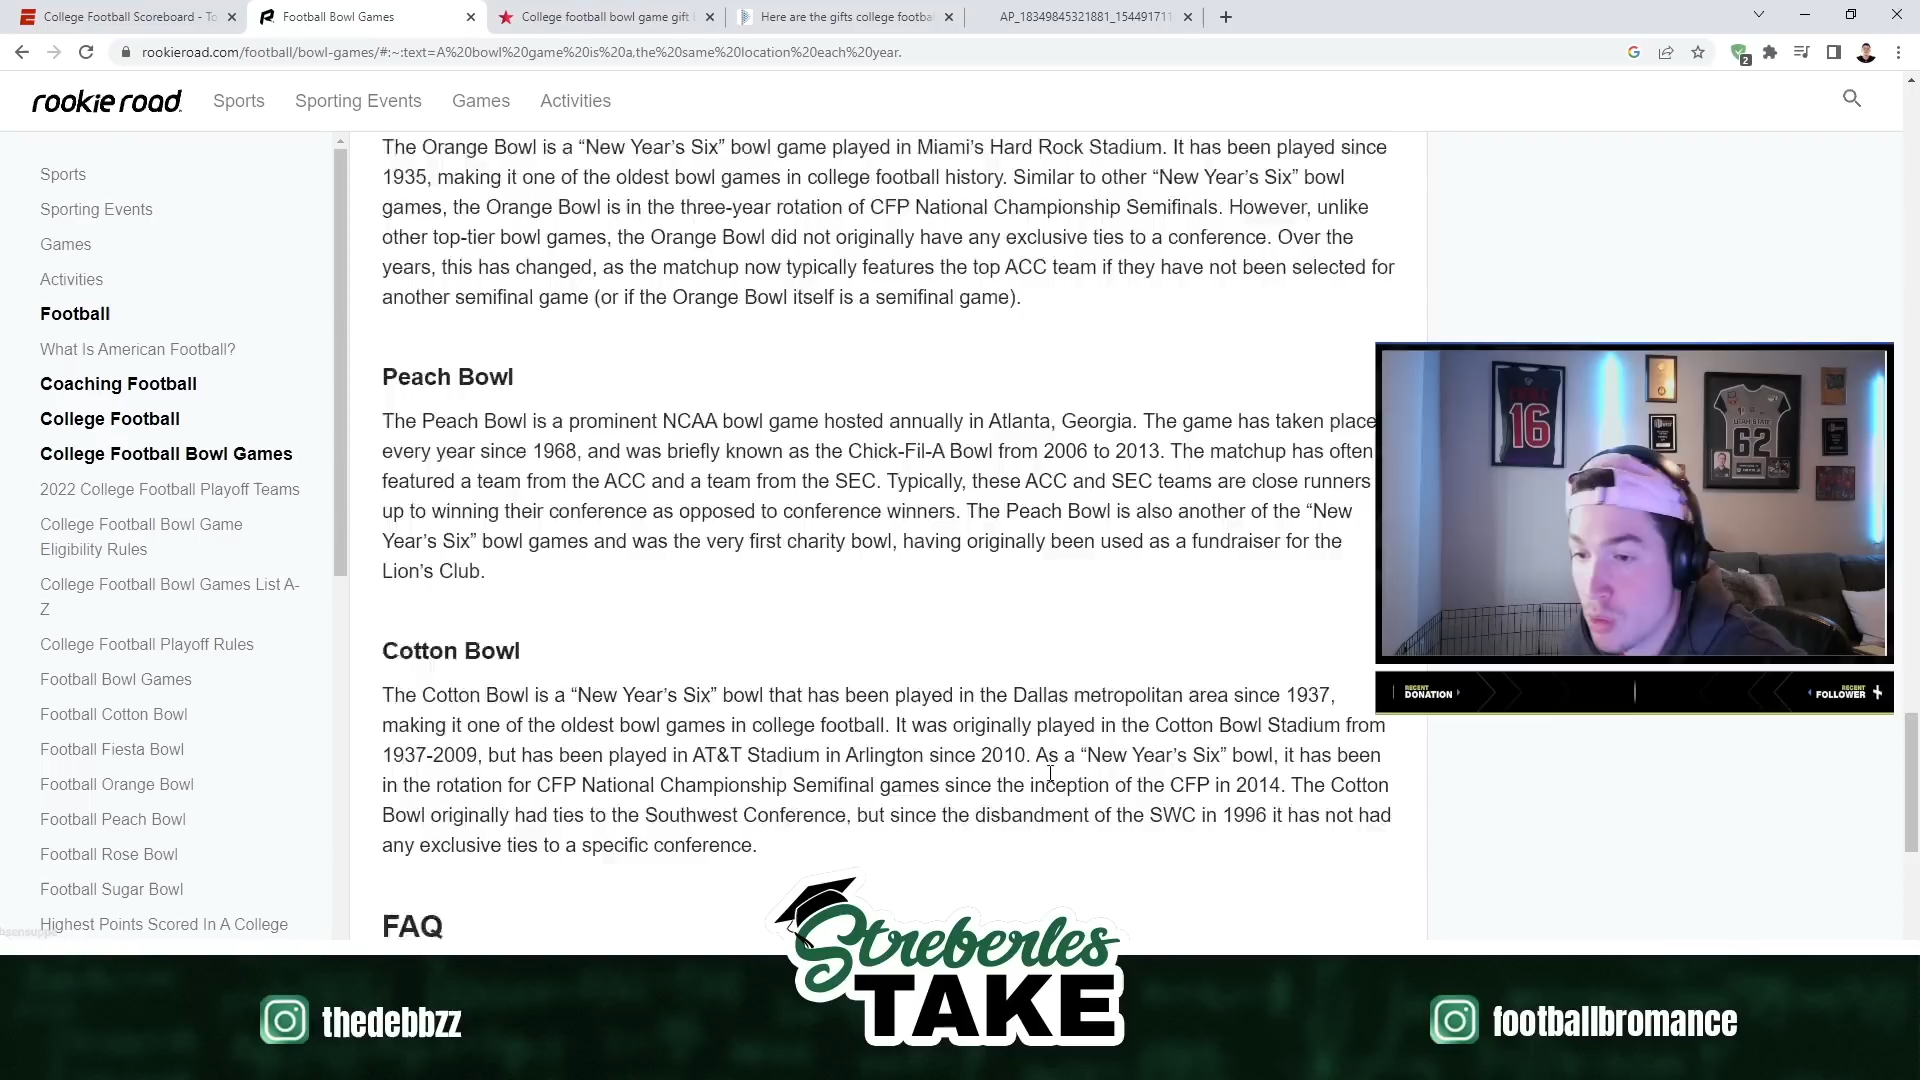 College Football Scoreboard - To
Football Bowl Games
College football bowl game gift
Here are the gifts college footba
AP_18349845321881_154491711
rookieroad.com/football/bowl-games/#:~:text=A%20bowl%20game%20is%20a,the%20same%20location%20each%20year.
2
rookie road
Sports
Sporting Events
Games
Activities
Sports
Sporting Events
Games
Activities
Football
What Is American Football?
Coaching Football
College Football
College Football Bowl Games
2022 College Football Playoff Teams
College Football Bowl Game
Eligibility Rules
College Football Bowl Games List A-
Z
College Football Playoff Rules
Football Bowl Games
Football Cotton Bowl
Football Fiesta Bowl
Football Orange Bowl
Football Peach Bowl
Football Rose Bowl
Football Sugar Bowl
Highest Points Scored In A College
The Orange Bowl is a “New Year’s Six” bowl game played in Miami’s Hard Rock Stadium. It has been played since
1935, making it one of the oldest bowl games in college football history. Similar to other “New Year’s Six” bowl
games, the Orange Bowl is in the three-year rotation of CFP National Championship Semifinals. However, unlike
other top-tier bowl games, the Orange Bowl did not originally have any exclusive ties to a conference. Over the
years, this has changed, as the matchup now typically features the top ACC team if they have not been selected for
another semifinal game (or if the Orange Bowl itself is a semifinal game).
Peach Bowl
The Peach Bowl is a prominent NCAA bowl game hosted annually in Atlanta, Georgia. The game has taken place
every year since 1968, and was briefly known as the Chick-Fil-A Bowl from 2006 to 2013. The matchup has often
featured a team from the ACC and a team from the SEC. Typically, these ACC and SEC teams are close runners
up to winning their conference as opposed to conference winners. The Peach Bowl is also another of the “New
Year’s Six” bowl games and was the very first charity bowl, having originally been used as a fundraiser for the
Lion’s Club.
Cotton Bowl
The Cotton Bowl is a “New Year’s Six” bowl that has been played in the Dallas metropolitan area since 1937,
making it one of the oldest bowl games in college football. It was originally played in the Cotton Bowl Stadium from
1937-2009, but has been played in AT&T Stadium in Arlington since 2010. As a “New Year’s Six” bowl, it has been
in the rotation for CFP National Championship Semifinal games since the inception of the CFP in 2014. The Cotton
Bowl originally had ties to the Southwest Conference, but since the disbandment of the SWC in 1996 it has not had
any exclusive ties to a specific conference.
FAQ
16
UTAH STATE
62
RECENT
DONATION
RECENT
FOLLOWER
Streberles
TAKE
thedebbzz
footballbromance